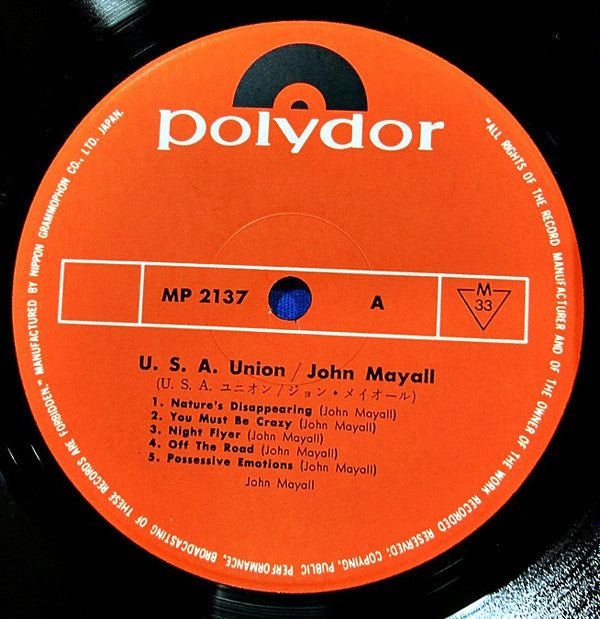 polydor
MP 2137
A
M
33
U. S. A. Union / John Mayall
(U. S. A. ユニオン/ジョン・メイオール)
1. Nature's Disappearing (John Mayall)
2. You Must Be Crazy (John Mayall)
3. Night Flyer (John Mayall)
4. Off The Road (John Mayall)
5. Possessive Emotions (John Mayall)
John Mayall
"ALL RIGHTS OF THE RECORD MANUFACTURER AND OF THE OWNER OF THE WORK RECORDED RESERVED; COPYING, PUBLIC PERFORMANCE, BROADCASTING OF THESE RECORDS ARE FORBIDDEN." MANUFACTURED BY NIPPON GRAMMOPHON CO., LTD. JAPAN.